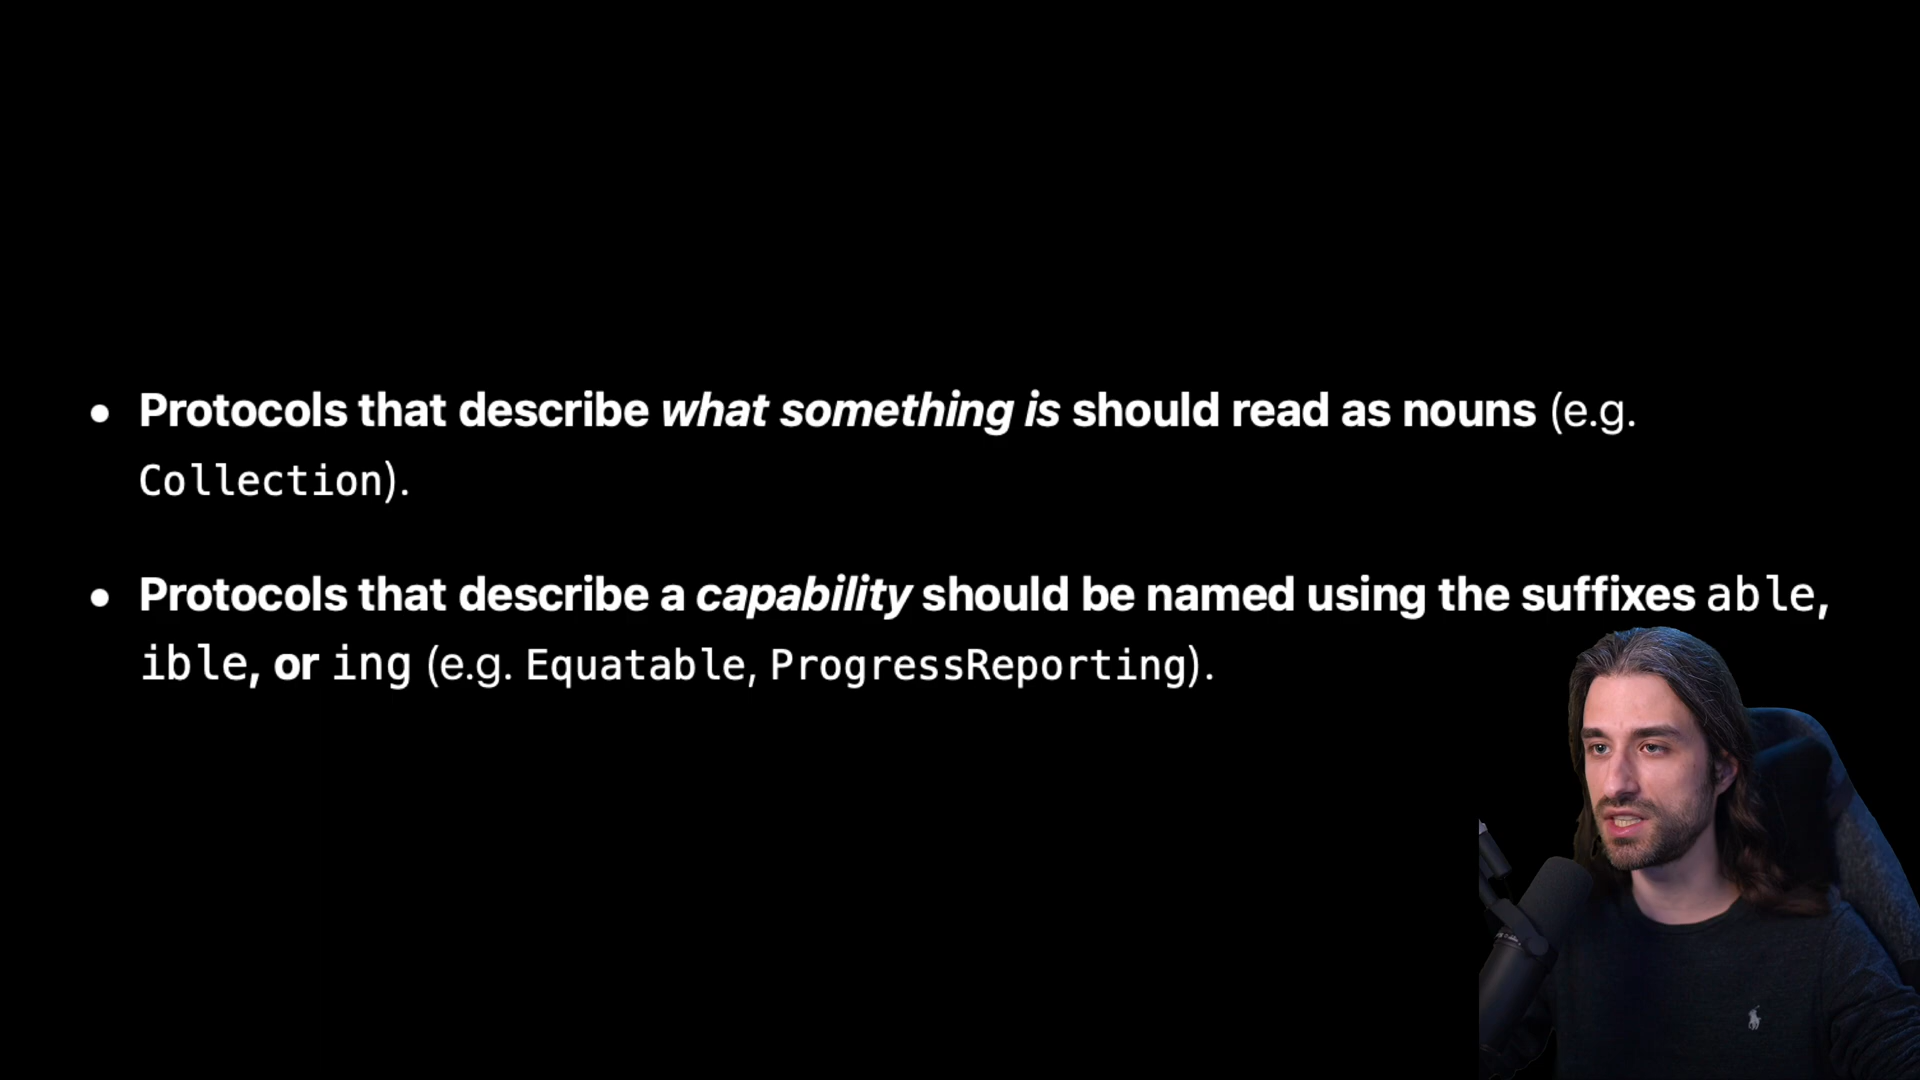 • Protocols that describe what something is should read as nouns (e.g.
Collection).
• Protocols that describe a capability should be named using the suffixes able,
ible, or ing (e.g. Equatable, ProgressReporting).